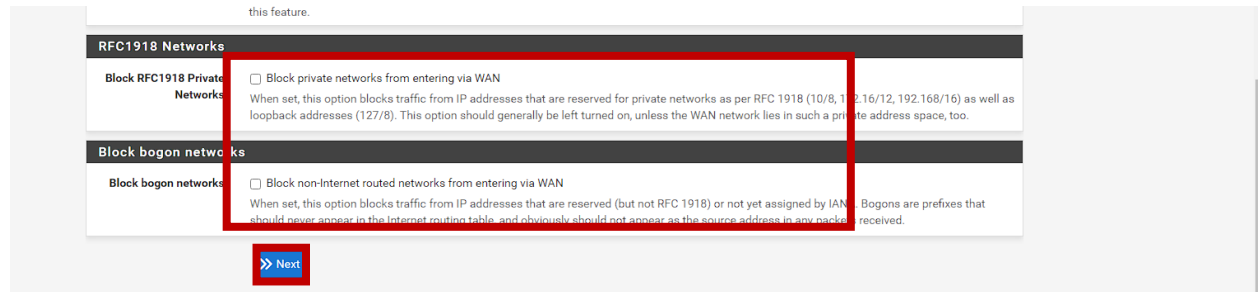 this feature.
RFC1918 Networks
Block RFC1918 Private Networks
Block private networks from entering via WAN
When set, this option blocks traffic from IP addresses that are reserved for private networks as per RFC 1918 (10/8, 172.16/12, 192.168/16) as well as
loopback addresses (127/8). This option should generally be left turned on, unless the WAN network lies in such a private address space, too.
Block bogon networks
Block bogon networks
Block non-Internet routed networks from entering via WAN
When set, this option blocks traffic from IP addresses that are reserved (but not RFC 1918) or not yet assigned by IANA. Bogons are prefixes that
should never appear in the Internet routing table, and obviously should not appear as the source address in any packets received.
Next